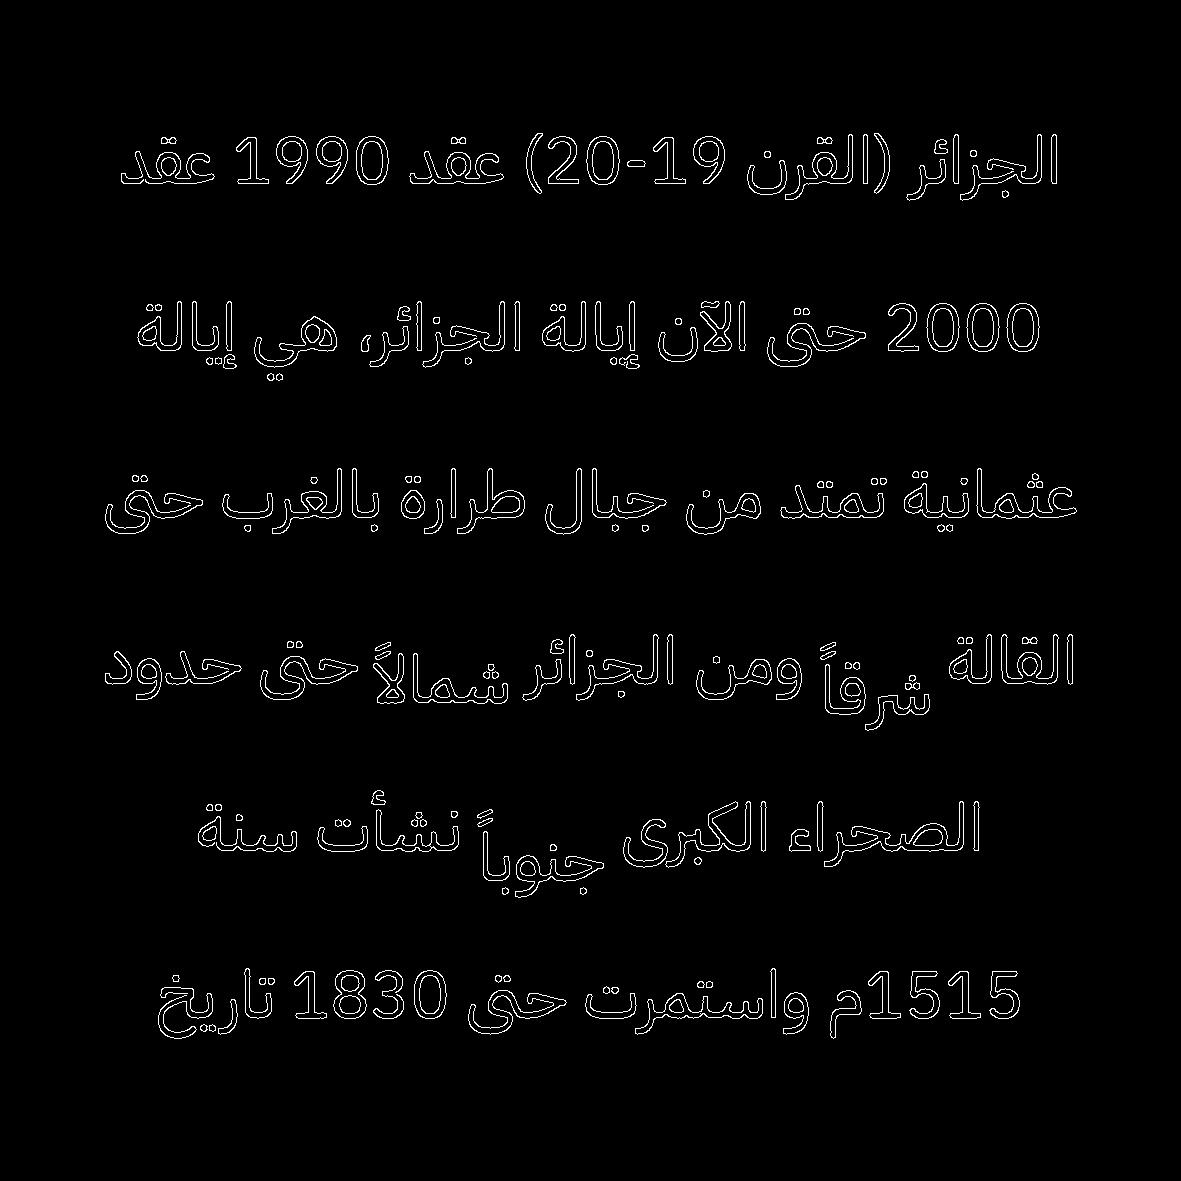 الجزائر (القرن 19-20) عقد 1990 عقد
2000 حتى الآن إيالة الجزائر، هي إيالة
عثمانية تمتد من جبال طرارة بالغرب حتى
القالة شرقاً ومن الجزائر شمالاً حتى حدود
الصحراء الكبرى جنوباً نشأت سنة
1515م واستمرت حتى 1830 تاريخ